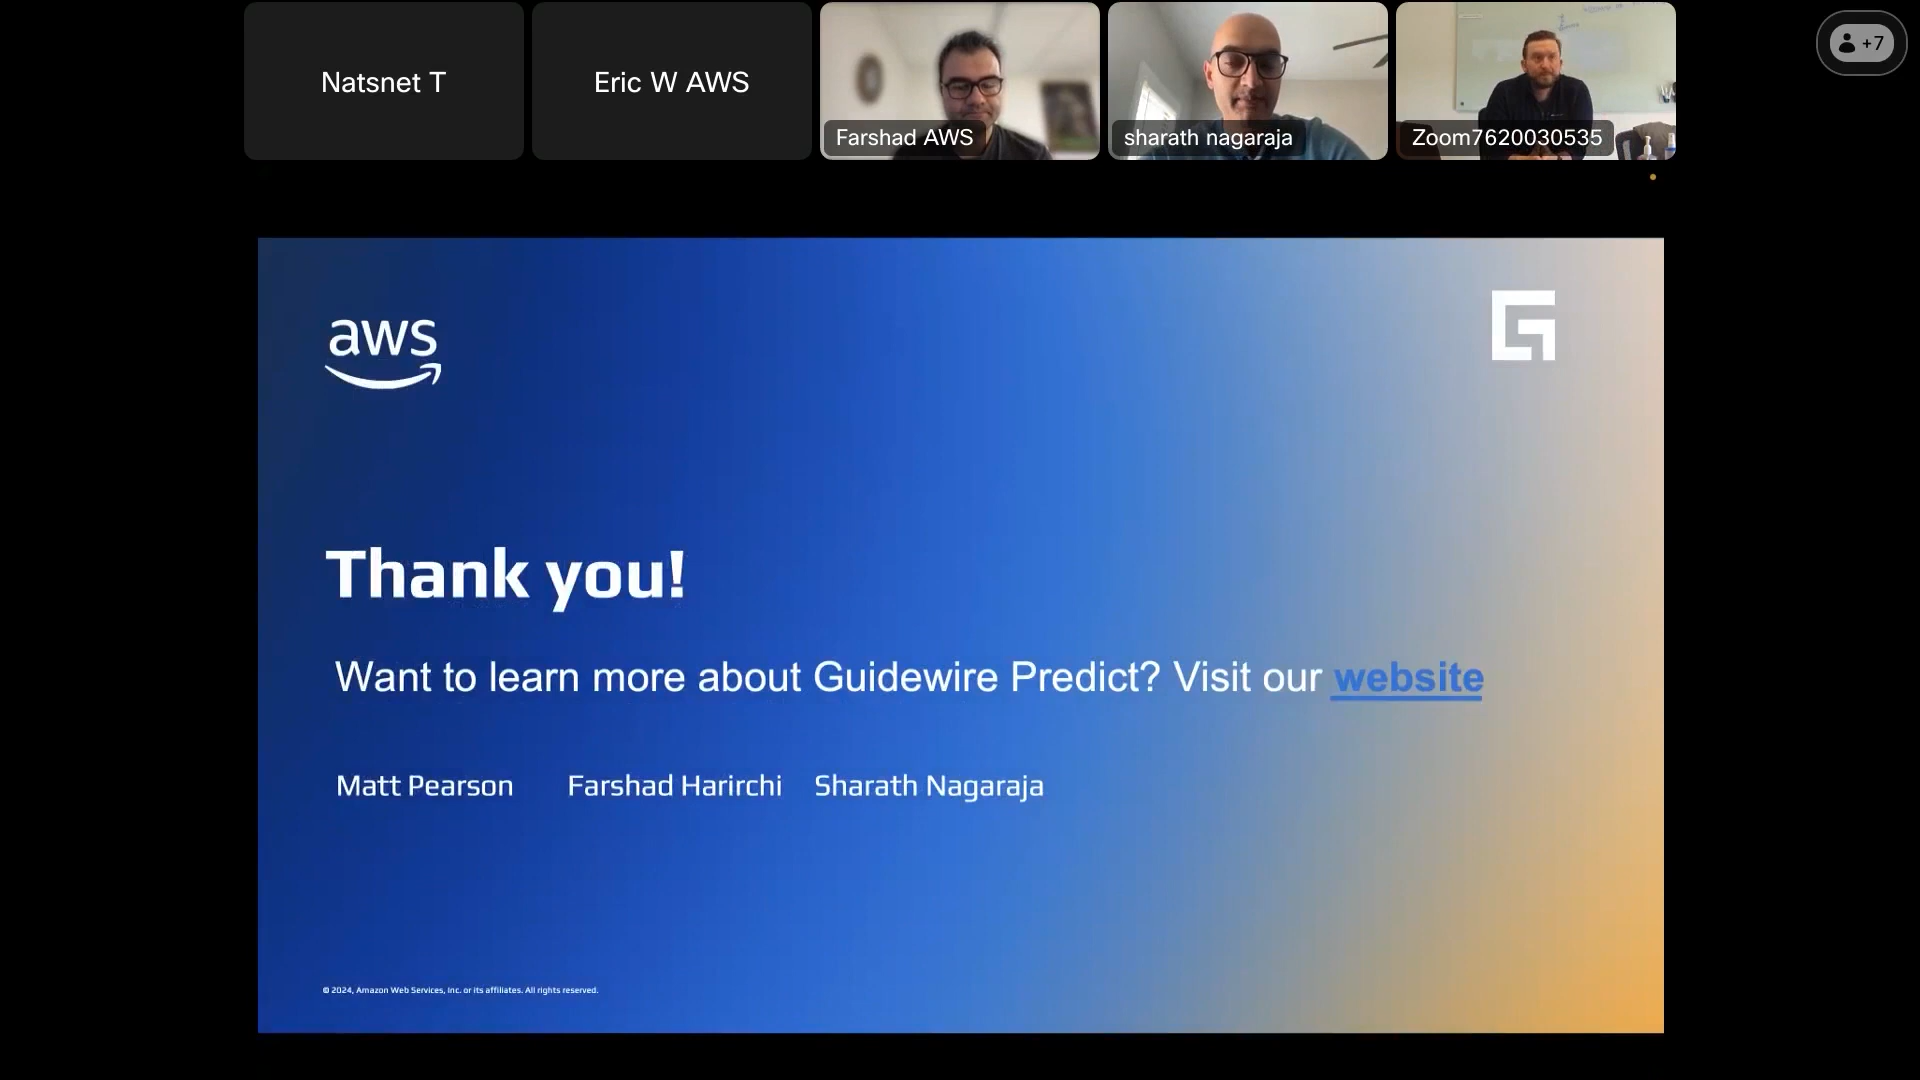 Natsnet T
Eric W AWS
Farshad AWS
sharath nagaraja
Zoom7620030535
+7
aws
Thank you!
Want to learn more about Guidewire Predict? Visit our website
Matt Pearson Farshad Harirchi Sharath Nagaraja
© 2024, Amazon Web Services, Inc. or its affiliates. All rights reserved.